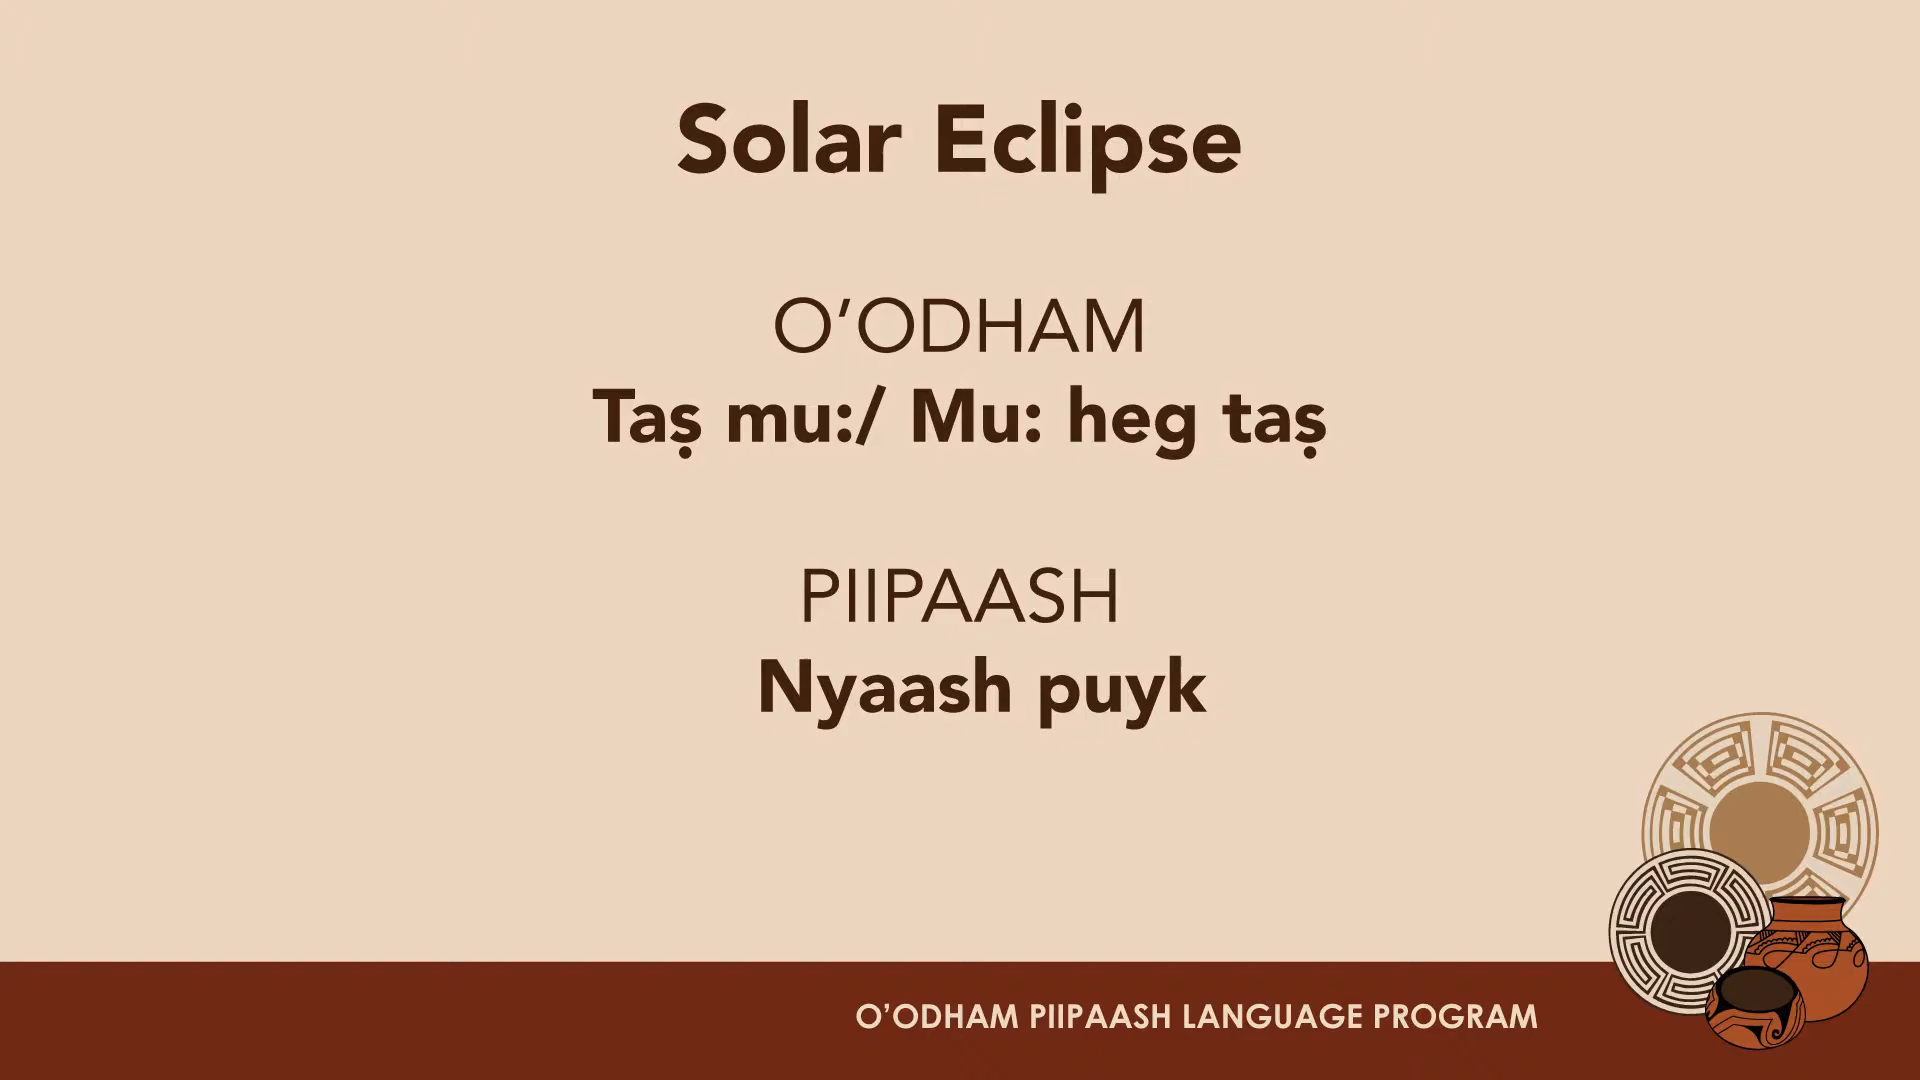 Solar Eclipse
O’ODHAM
Taṣ mu:/ Mu: heg taṣ
PIIPAASH
Nyaash puyk
O’ODHAM PIIPAASH LANGUAGE PROGRAM